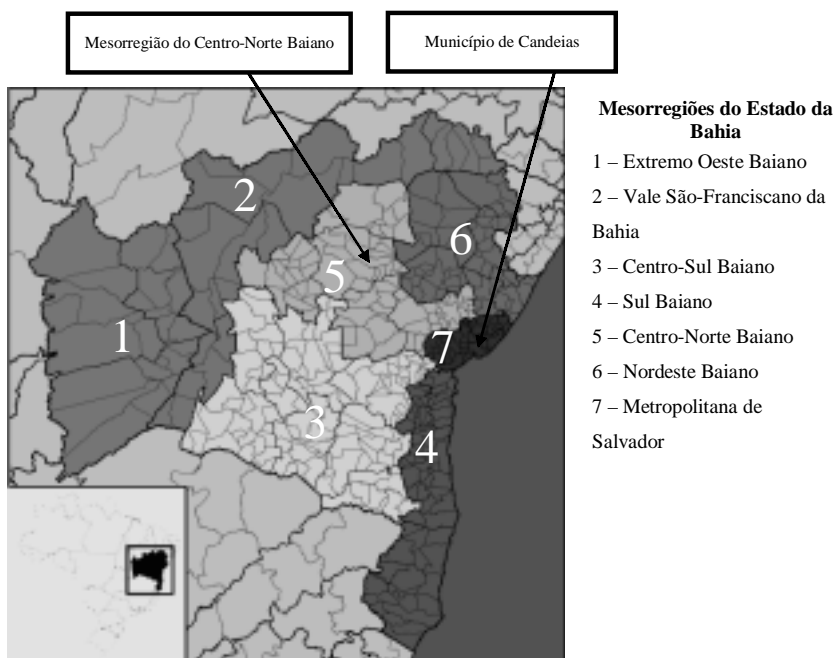 Mesorregião do Centro-Norte Baiano
Município de Candeias
Mesorregiões do Estado da
Bahia
1 – Extremo Oeste Baiano
2 – Vale São-Franciscano da
Bahia
3 – Centro-Sul Baiano
4 – Sul Baiano
5 – Centro-Norte Baiano
6 – Nordeste Baiano
7 – Metropolitana de
Salvador
2
6
5
1
7
3
4